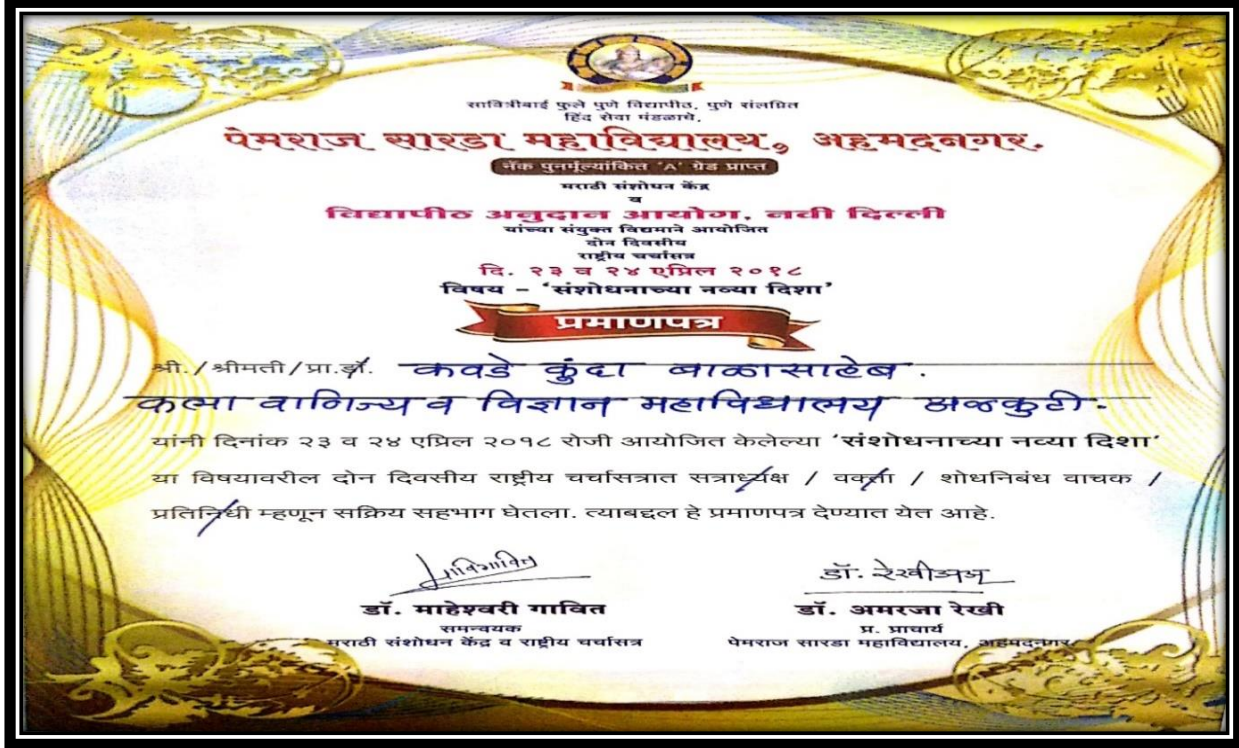 सावित्रीबाई फुले पुणे विद्यापीठ, पुणे संलग्नित
हिंद सेवा मंडळाचे,
पेमराज सारडा महाविद्यालय, अहमदनगर.
नॅक पुनर्मूल्यांकित 'A' ग्रेड प्राप्त
मराठी संशोधन केंद्र
व
विद्यापीठ अनुदान आयोग, नवी दिल्ली
यांच्या संयुक्त विद्यमाने आयोजित
दोन दिवसीय
राष्ट्रीय चर्चासत्र
दि. २३ व २४ एप्रिल २०१८
विषय - 'संशोधनाच्या नव्या दिशा'
प्रमाणपत्र
श्री./श्रीमती/प्रा.डॉ. कवडे कुंदा बाळासाहेब.
कला वाणिज्य व विज्ञान महाविद्यालय अळकुटी.
यांनी दिनांक २३ व २४ एप्रिल २०१८ रोजी आयोजित केलेल्या 'संशोधनाच्या नव्या दिशा'
या विषयावरील दोन दिवसीय राष्ट्रीय चर्चासत्रात सत्राध्यक्ष / वक्ता / शोधनिबंध वाचक /
प्रतिनिधी म्हणून सक्रिय सहभाग घेतला. त्याबद्दल हे प्रमाणपत्र देण्यात येत आहे.
डॉ. माहेश्वरी गावित
समन्वयक
मराठी संशोधन केंद्र व राष्ट्रीय चर्चासत्र
डॉ. अमरजा रेखी
प्र. प्राचार्य
पेमराज सारडा महाविद्यालय, अहमदनगर